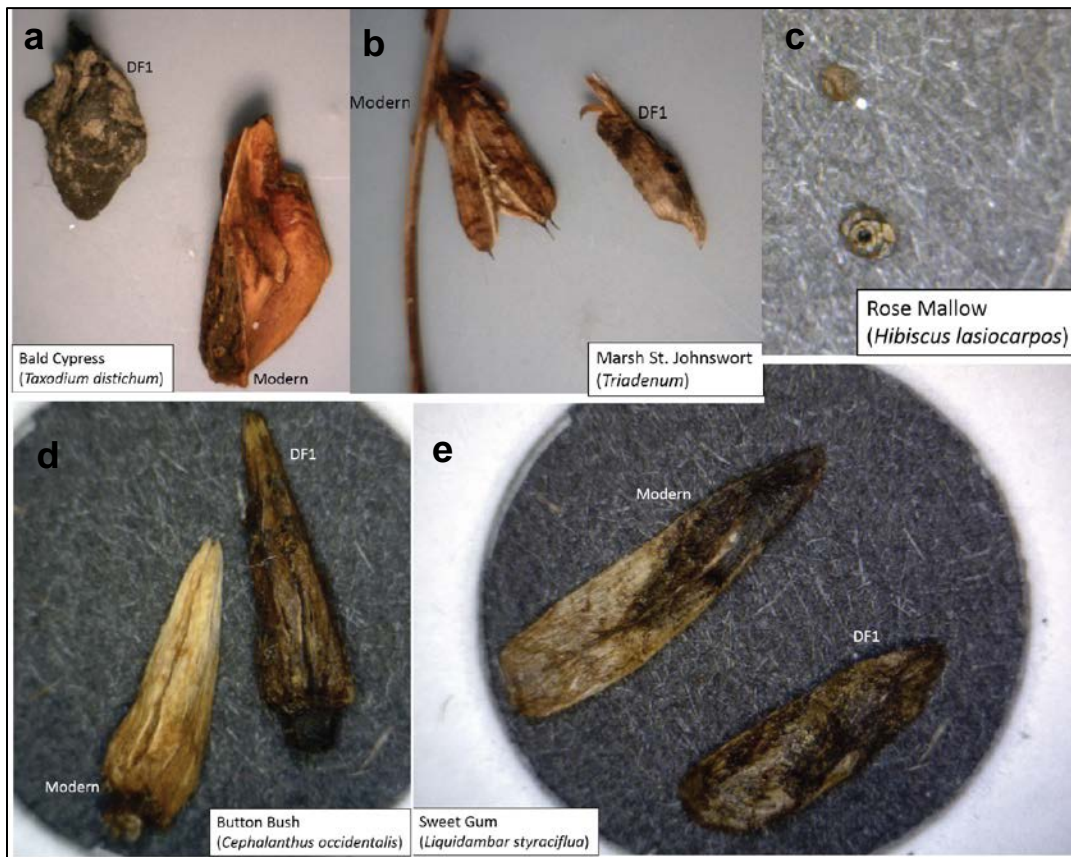 a
DF1
Modern
Bald Cypress
(Taxodium distichum)
b
Modern
DF1
Marsh St. Johnswort
(Triadenum)
c
Rose Mallow
(Hibiscus lasiocarpos)
d
DF1
Modern
Button Bush
(Cephalanthus occidentalis)
e
Modern
DF1
Sweet Gum
(Liquidambar styraciflua)